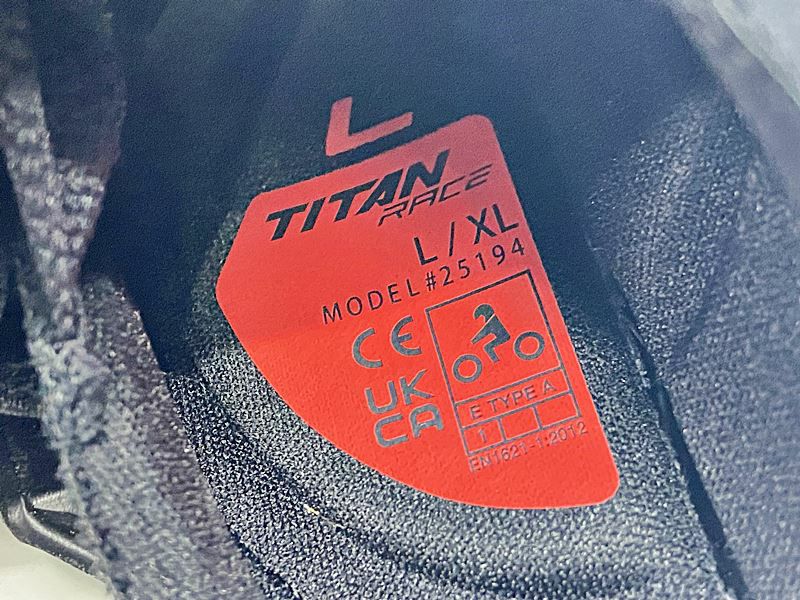 L
TITAN
RACE
L / XL
MODEL#25194
CE
UK
CA
E TYPE A
1
EN1621-1:2012